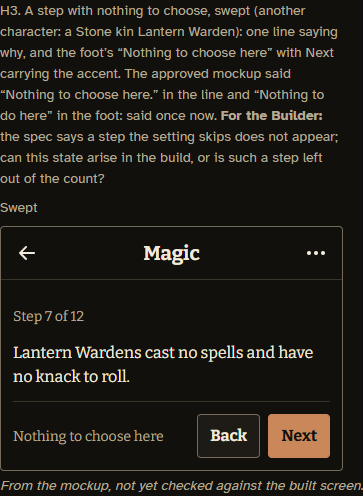 H3. A step with nothing to choose, swept (another
character: a Stone kin Lantern Warden): one line saying
why, and the foot’s “Nothing to choose here” with Next
carrying the accent. The approved mockup said
“Nothing to choose here.” in the line and “Nothing to
do here” in the foot: said once now. For the Builder:
the spec says a step the setting skips does not appear;
can this state arise in the build, or is such a step left
out of the count?
Swept
Magic
Step 7 of 12
Lantern Wardens cast no spells and have
no knack to roll.
Nothing to choose here Back Next
From the mockup, not yet checked against the built screen.